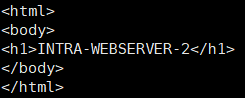 <html>
<body>
<h1>INTRA-WEBSERVER-2</h1>
</body>
</html>